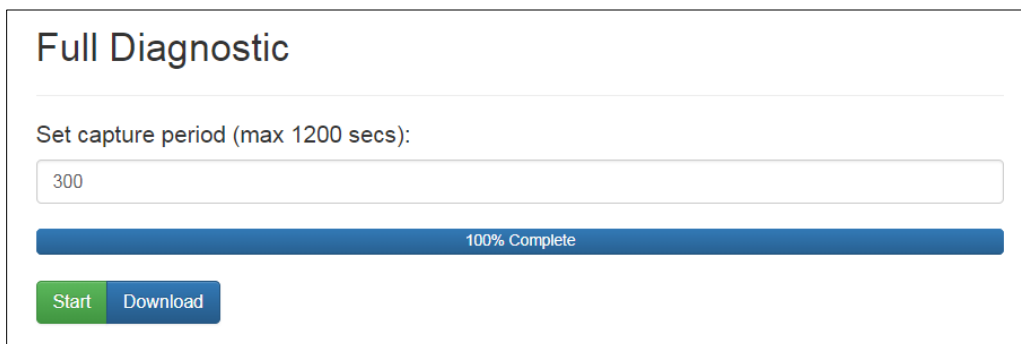 Full Diagnostic
Set capture period (max 1200 secs):
300
100% Complete
Start Download